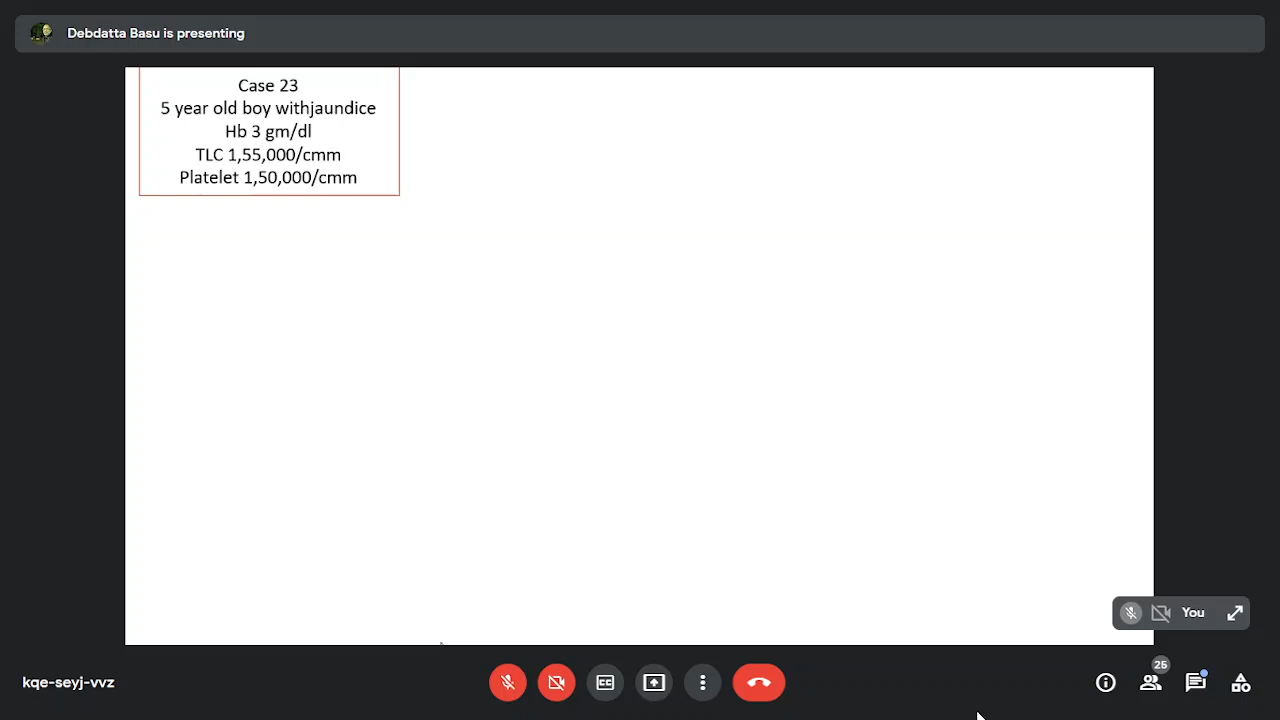 Debdatta Basu is presenting
Case 23
5 year old boy withjaundice
Hb 3 gm/dl
TLC 1,55,000/cmm
Platelet 1,50,000/cmm
You
kqe-seyj-vvz
CC
25